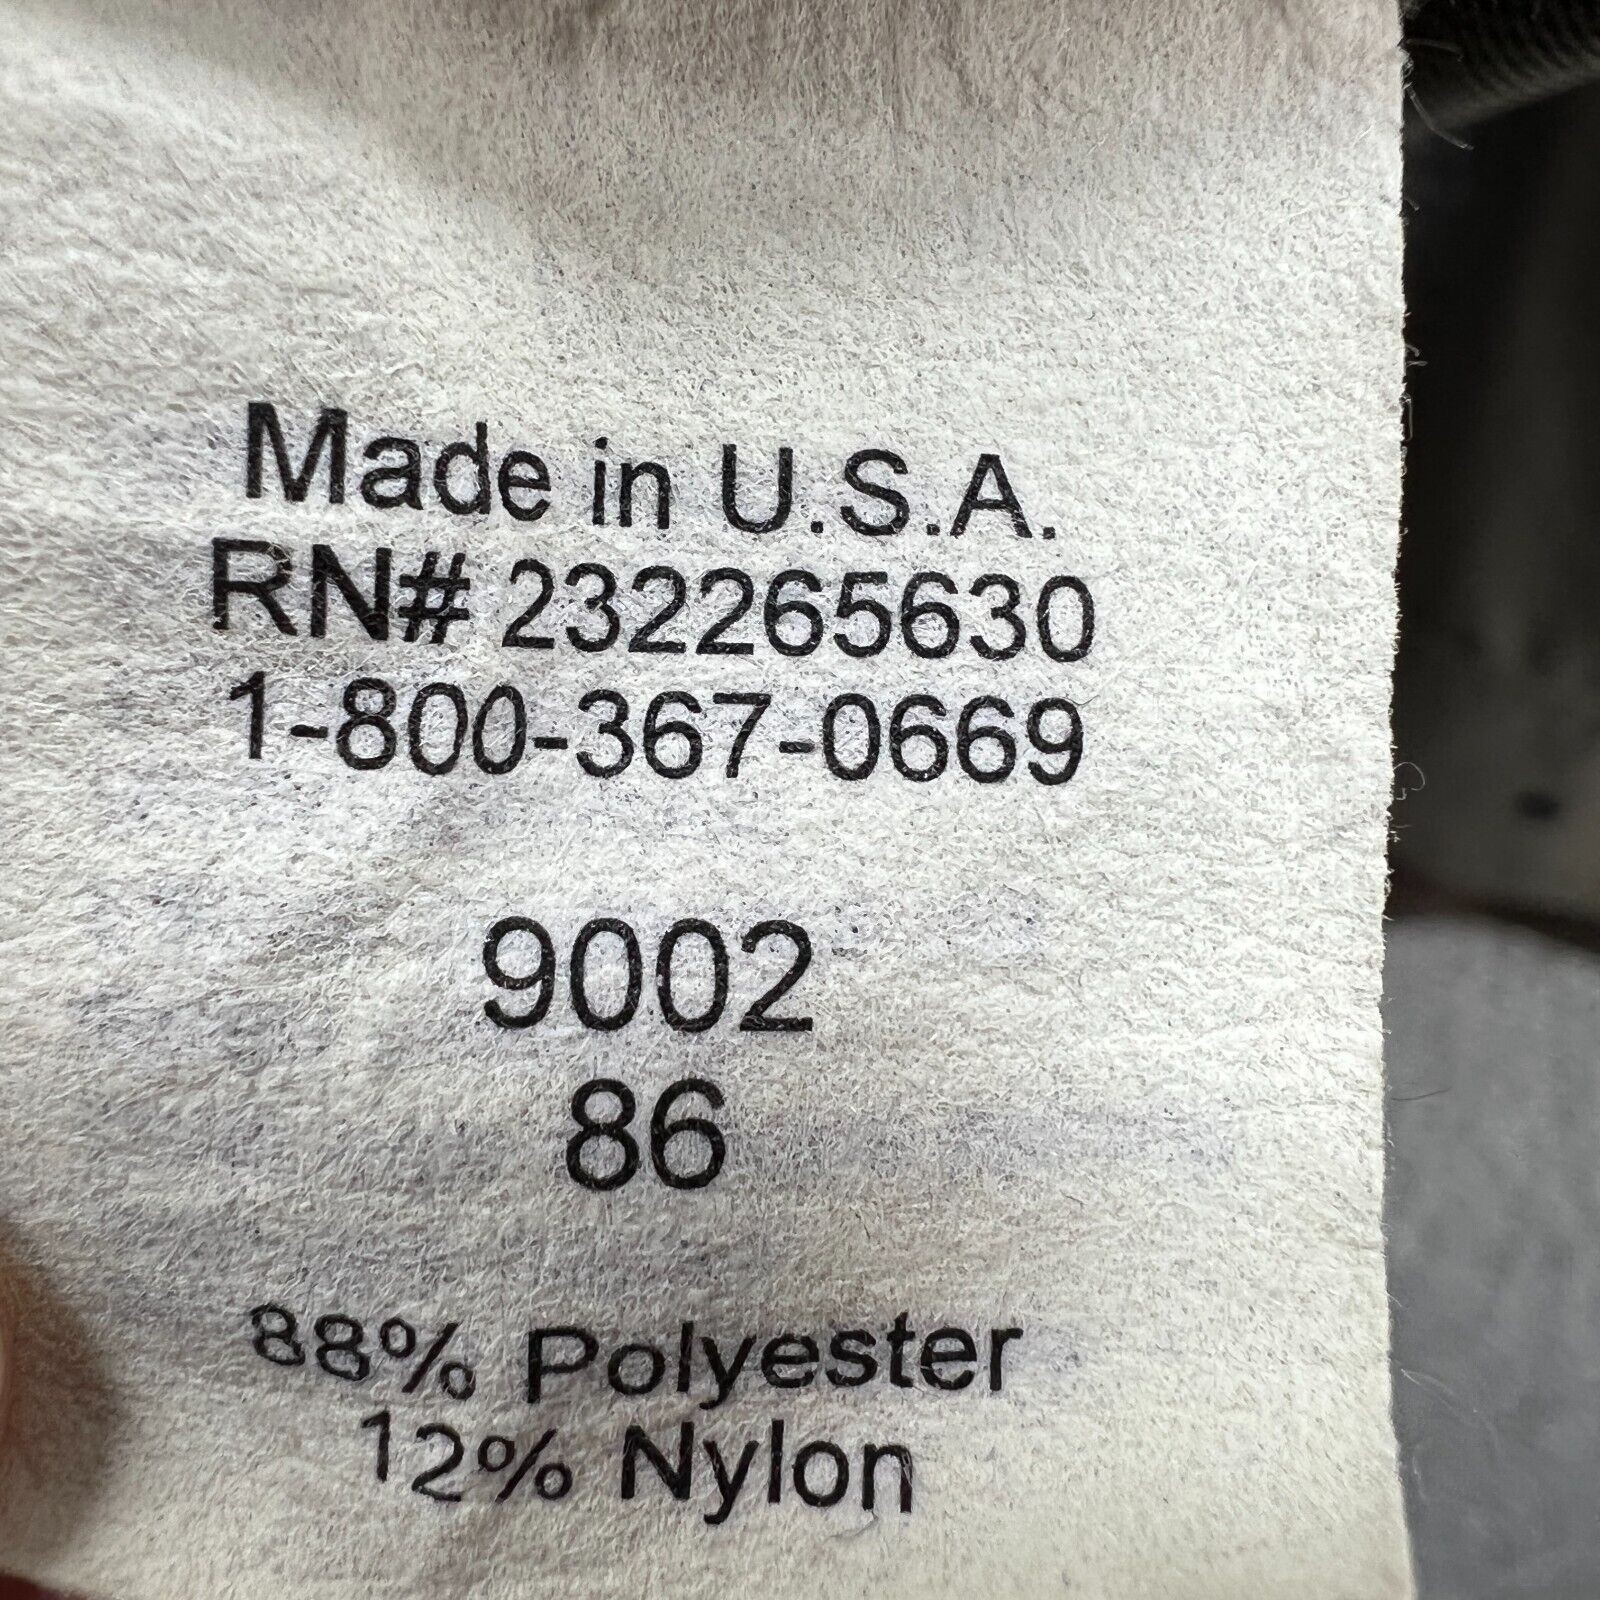 Made in U.S.A.
RN# 232265630
1-800-367-0669
9002
86
88% Polyester
12% Nylon